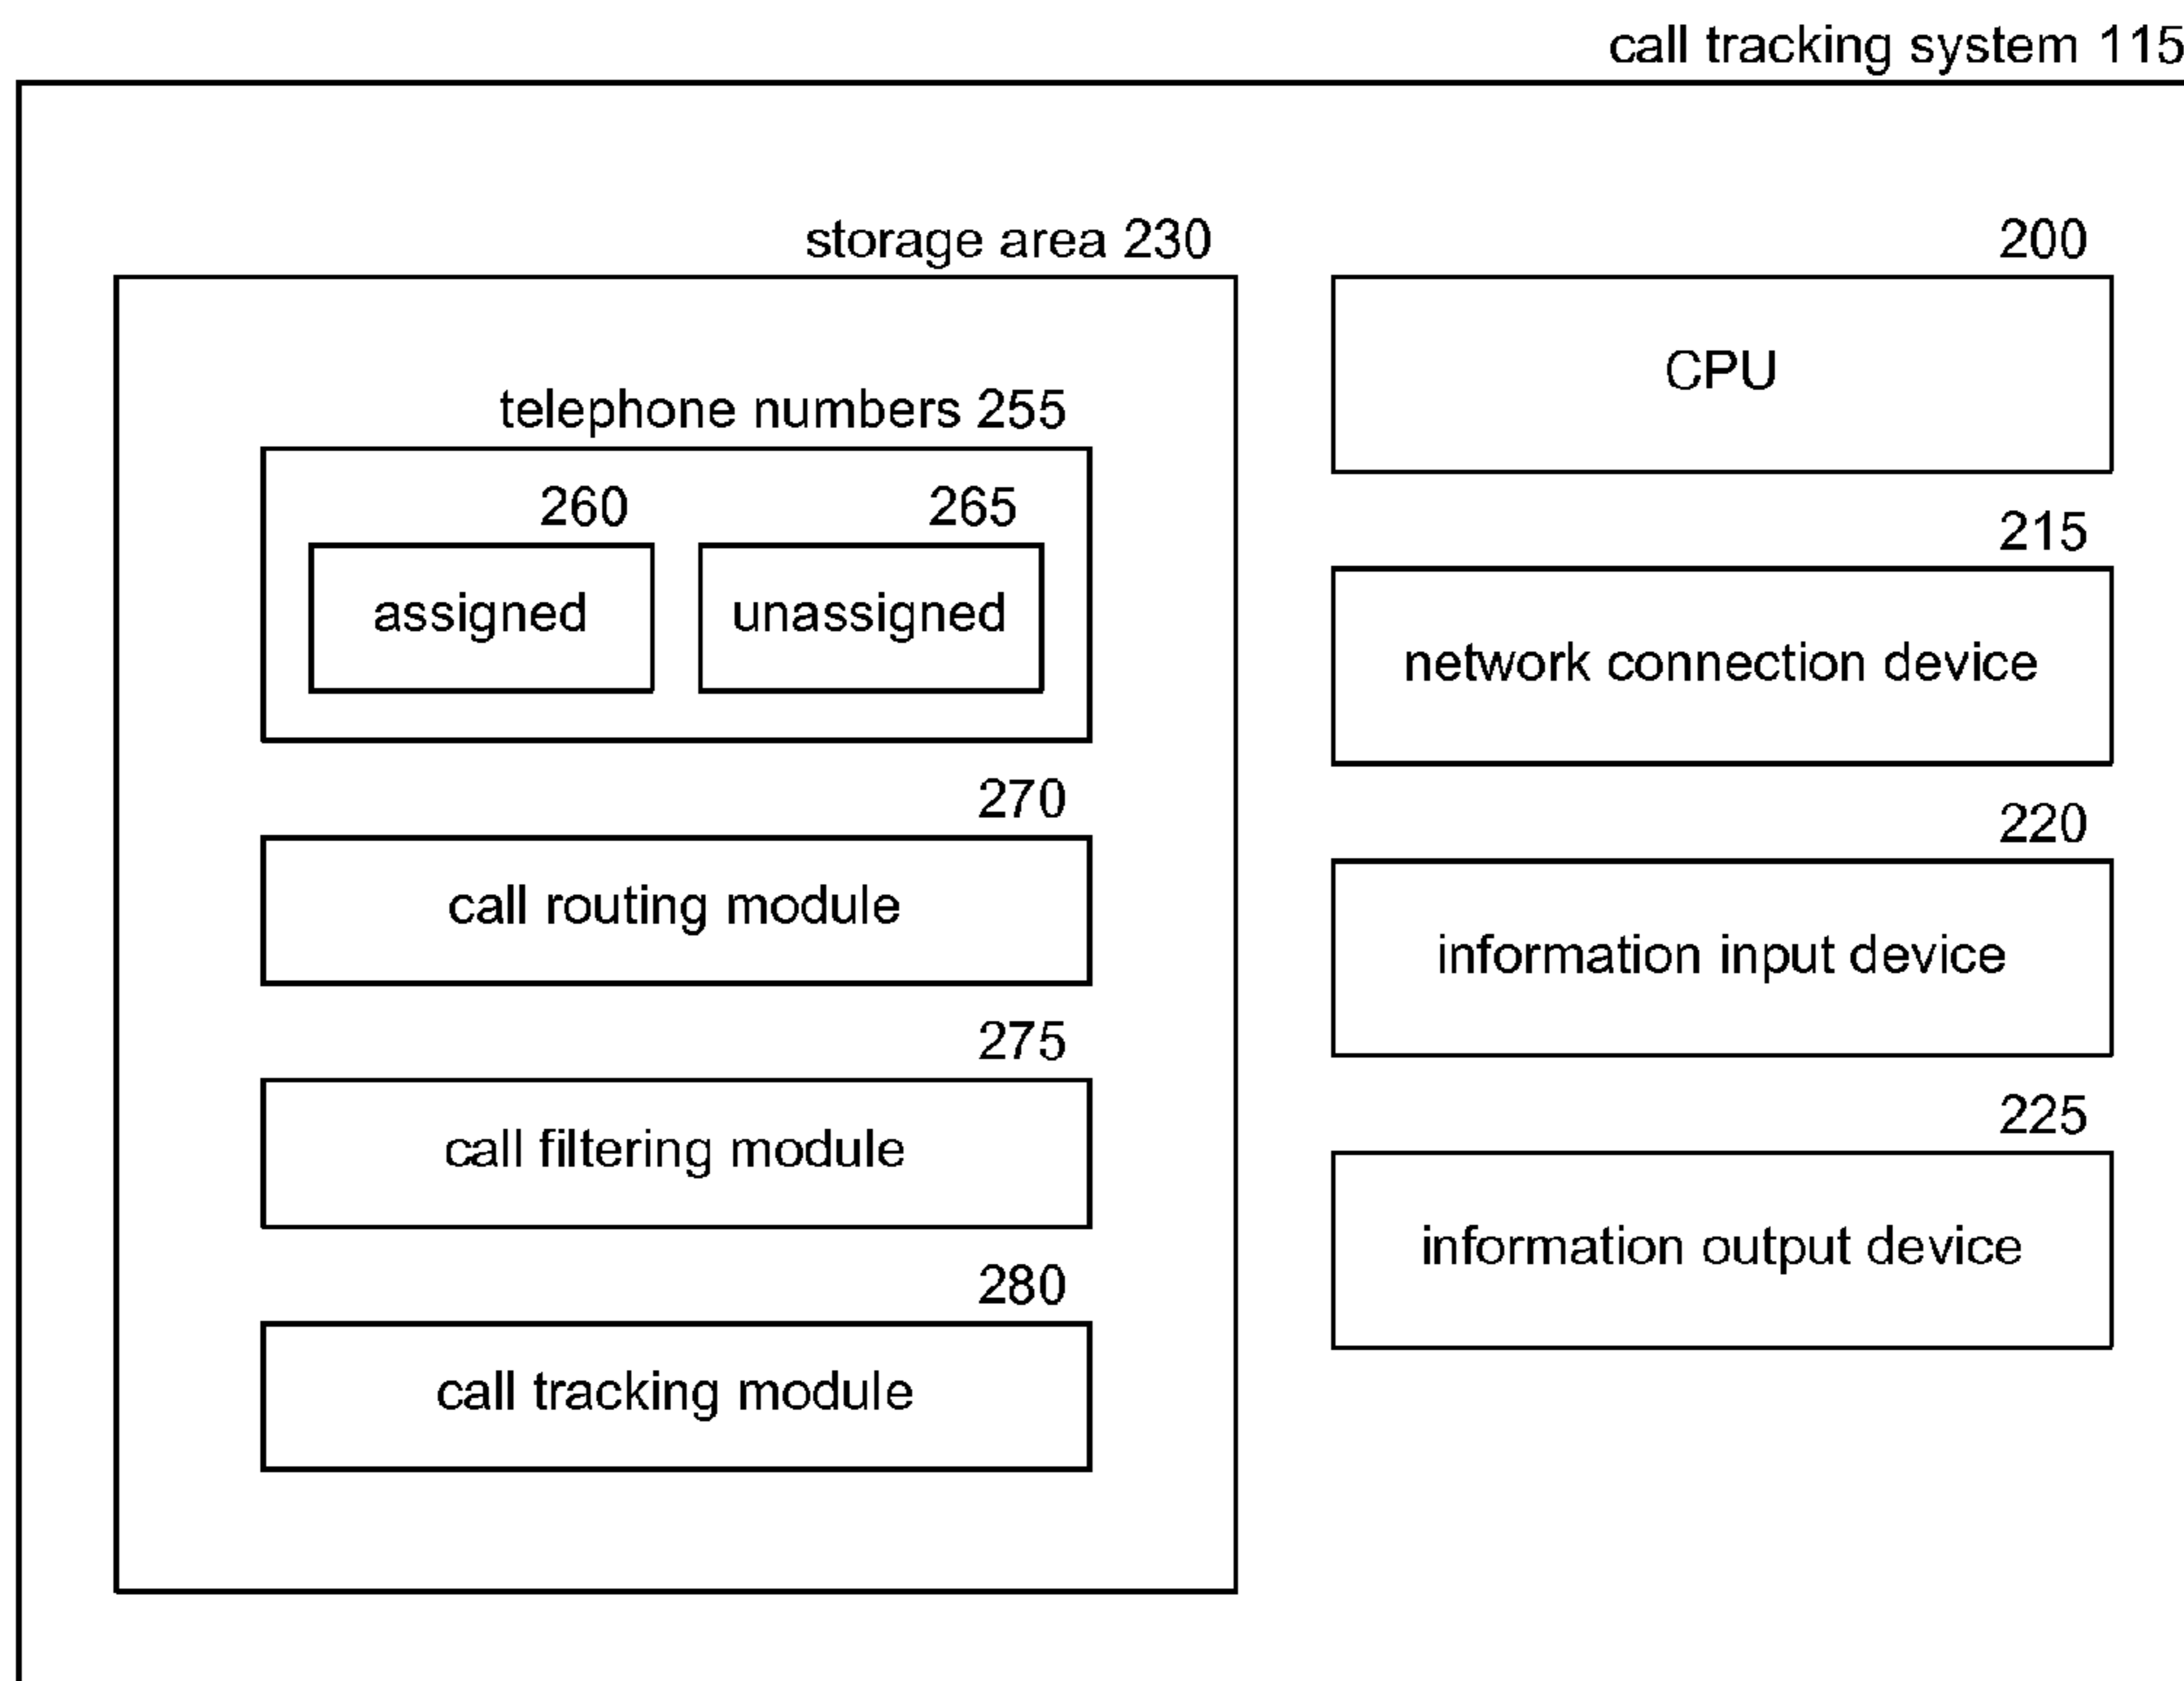 call tracking system 115
storage area 230
telephone numbers 255
260
assigned
265
unassigned
270
call routing module
275
call filtering module
280
call tracking module
200
CPU
215
network connection device
220
information input device
225
information output device